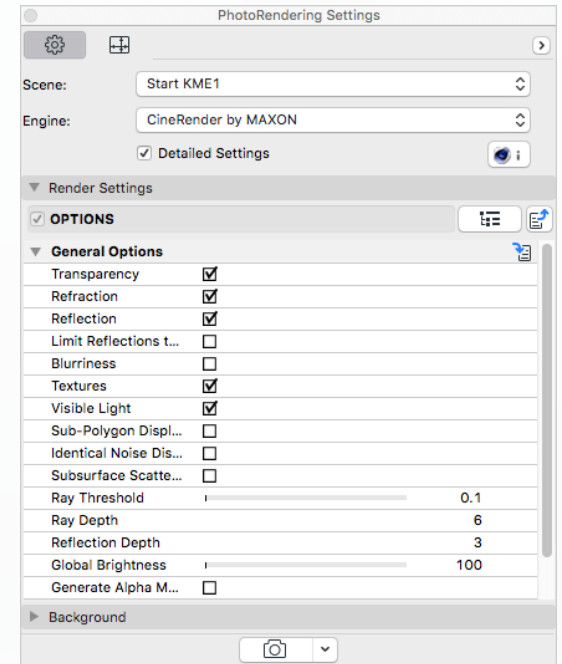 PhotoRendering Settings
Scene: Start KME1
Engine: CineRender by MAXON
Detailed Settings
i
Render Settings
OPTIONS
General Options
Transparency
Refraction
Reflection
Limit Reflections t...
Blurriness
Textures
Visible Light
Sub-Polygon Displ...
Identical Noise Dis...
Subsurface Scatte...
Ray Threshold 0.1
Ray Depth 6
Reflection Depth 3
Global Brightness 100
Generate Alpha M...
Background